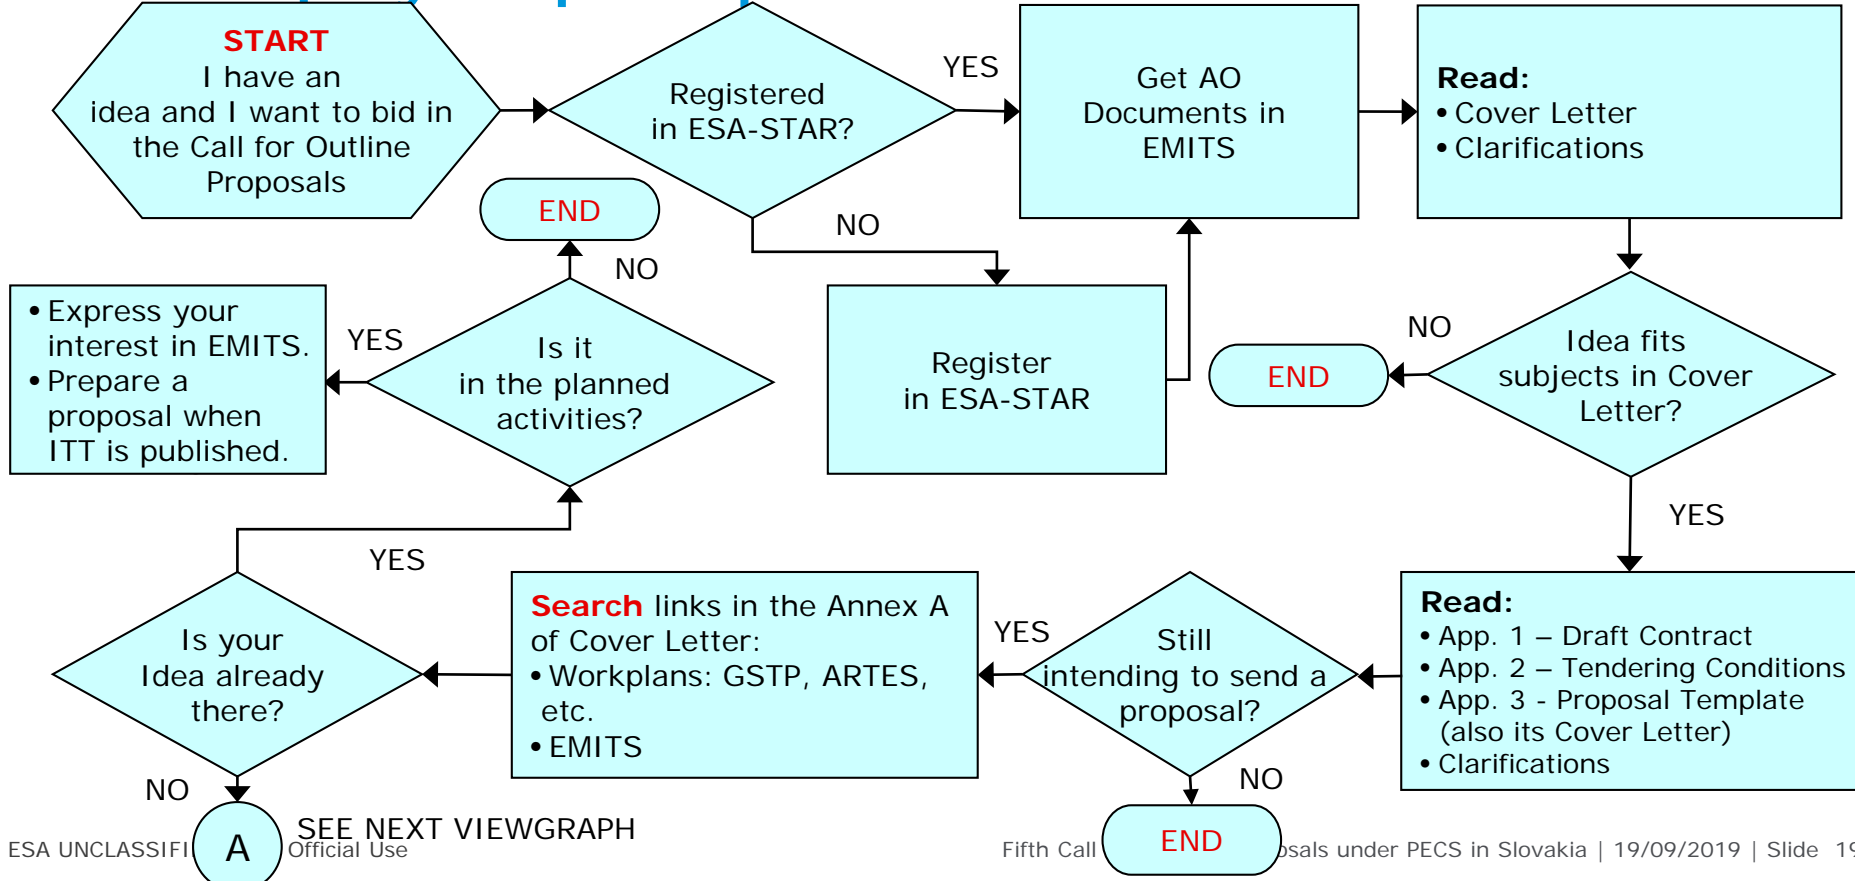 START
I have an
idea and I want to bid in
the Call for Outline
Proposals
Registered
in ESA-STAR?
YES
Get AO
Documents in
EMITS
Read:
• Cover Letter
• Clarifications
NO
Register
in ESA-STAR
Idea fits
subjects in Cover
Letter?
NO
END
YES
Read:
• App. 1 – Draft Contract
• App. 2 – Tendering Conditions
• App. 3 - Proposal Template
(also its Cover Letter)
• Clarifications
Still
intending to send a
proposal?
NO
END
YES
Search links in the Annex A
of Cover Letter:
• Workplans: GSTP, ARTES,
etc.
• EMITS
Is your
Idea already
there?
YES
Is it
in the planned
activities?
NO
END
YES
• Express your
interest in EMITS.
• Prepare a
proposal when
ITT is published.
NO
A
SEE NEXT VIEWGRAPH
ESA UNCLASSIFI Official Use
Fifth Call osals under PECS in Slovakia | 19/09/2019 | Slide 19